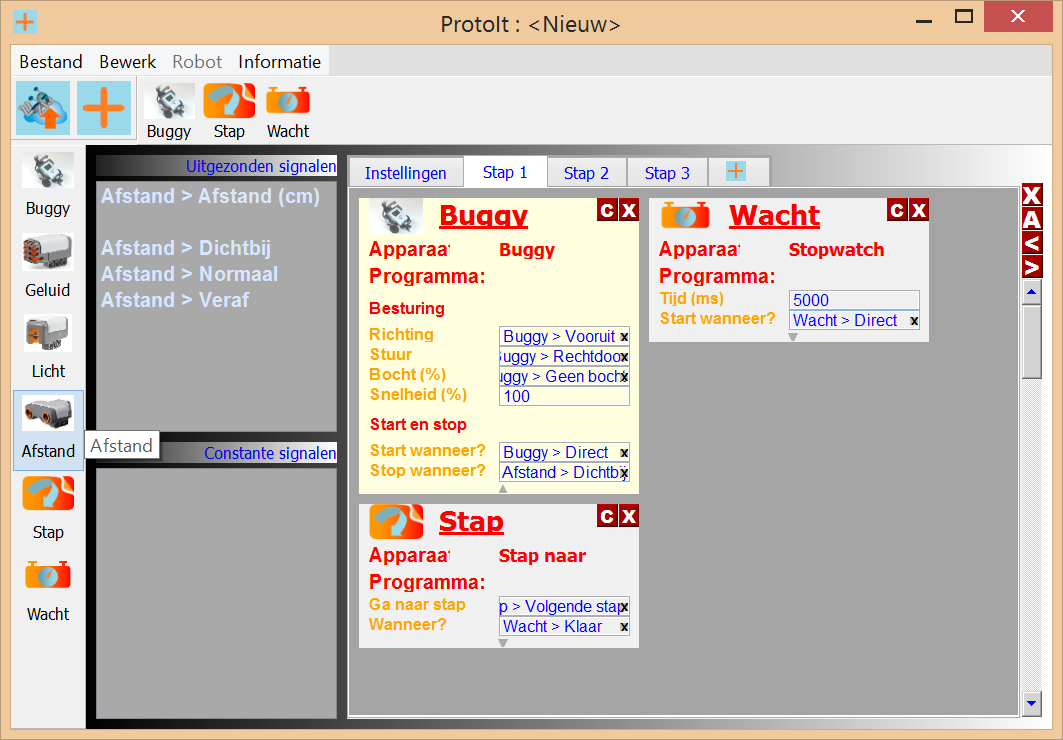 ProtoIt : <Nieuw>
Bestand Bewerk Robot Informatie
Buggy Stap Wacht
Buggy
Geluid
Licht
Afstand
Stap
Wacht
Afstand
Uitgezonden signalen
Afstand > Afstand (cm)
Afstand > Dichtbij
Afstand > Normaal
Afstand > Veraf
Constante signalen
Instellingen Stap 1 Stap 2 Stap 3
Buggy C X
Apparaat Buggy
Programma:
Besturing
Richting Buggy > Vooruit x
Stuur uggy > Rechtdoo x
Bocht (%) ggy > Geen bocht x
Snelheid (%) 100
Start en stop
Start wanneer? Buggy > Direct x
Stop wanneer? Afstand > Dichtbij x
Wacht C X
Apparaat Stopwatch
Programma:
Tijd (ms) 5000
Start wanneer? Wacht > Direct x
Stap C X
Apparaat Stap naar
Programma:
Ga naar stap p > Volgende stap x
Wanneer? Wacht > Klaar x
X
A
<
>